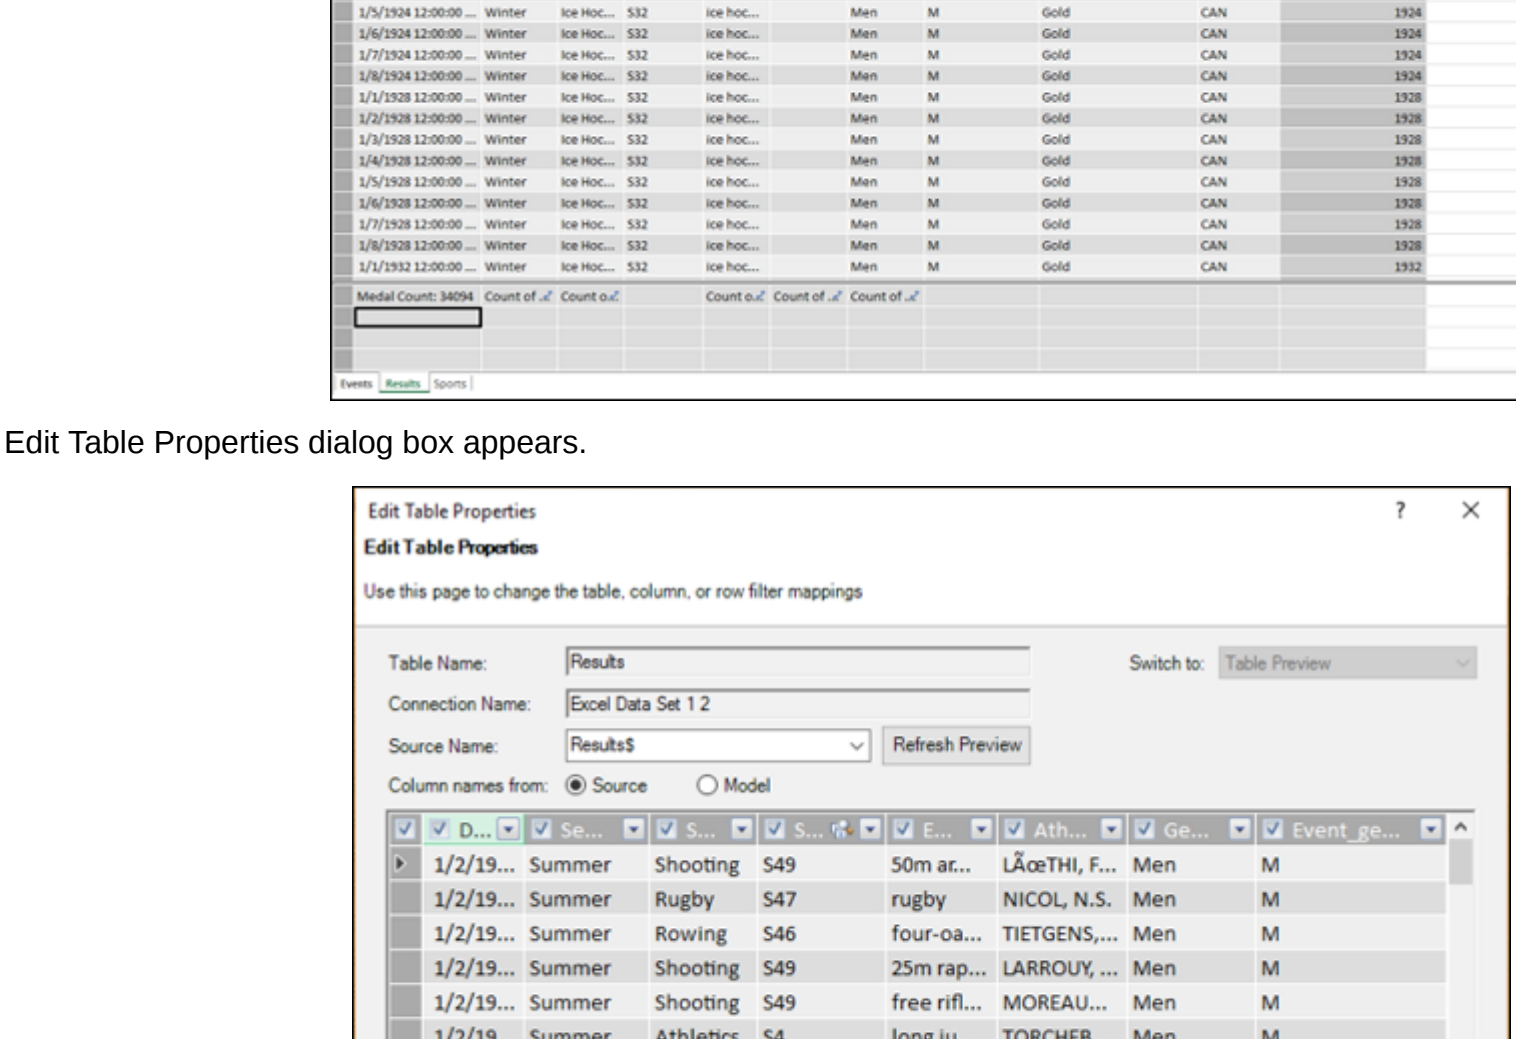 1/5/1924 12:00:00 ... Winter Ice Hoc... S32 ice hoc... Men M Gold CAN 1924
1/6/1924 12:00:00 ... Winter Ice Hoc... S32 ice hoc... Men M Gold CAN 1924
1/7/1924 12:00:00 ... Winter Ice Hoc... S32 ice hoc... Men M Gold CAN 1924
1/8/1924 12:00:00 ... Winter Ice Hoc... S32 ice hoc... Men M Gold CAN 1924
1/1/1928 12:00:00 ... Winter Ice Hoc... S32 ice hoc... Men M Gold CAN 1928
1/2/1928 12:00:00 ... Winter Ice Hoc... S32 ice hoc... Men M Gold CAN 1928
1/3/1928 12:00:00 ... Winter Ice Hoc... S32 ice hoc... Men M Gold CAN 1928
1/4/1928 12:00:00 ... Winter Ice Hoc... S32 ice hoc... Men M Gold CAN 1928
1/5/1928 12:00:00 ... Winter Ice Hoc... S32 ice hoc... Men M Gold CAN 1928
1/6/1928 12:00:00 ... Winter Ice Hoc... S32 ice hoc... Men M Gold CAN 1928
1/7/1928 12:00:00 ... Winter Ice Hoc... S32 ice hoc... Men M Gold CAN 1928
1/8/1928 12:00:00 ... Winter Ice Hoc... S32 ice hoc... Men M Gold CAN 1928
1/1/1932 12:00:00 ... Winter Ice Hoc... S32 ice hoc... Men M Gold CAN 1932
Medal Count: 34094 Count of ... Count o... Count o... Count of ... Count of ...
Events Results Sports
Edit Table Properties dialog box appears.
Edit Table Properties ?
Edit Table Properties
Use this page to change the table, column, or row filter mappings
Table Name: Results Switch to: Table Preview
Connection Name: Excel Data Set 1 2
Source Name: Results$ Refresh Preview
Column names from: Source Model
D... Se... S... S... E... Ath... Ge... Event_ge...
1/2/19... Summer Shooting S49 50m ar... LÃœTHI, F... Men M
1/2/19... Summer Rugby S47 rugby NICOL, N.S. Men M
1/2/19... Summer Rowing S46 four-oa... TIETGENS,... Men M
1/2/19... Summer Shooting S49 25m rap... LARROUY, ... Men M
1/2/19... Summer Shooting S49 free rifl... MOREAU... Men M
1/2/19... Summer Athletics S4 long ju... TORCHEB... Men M